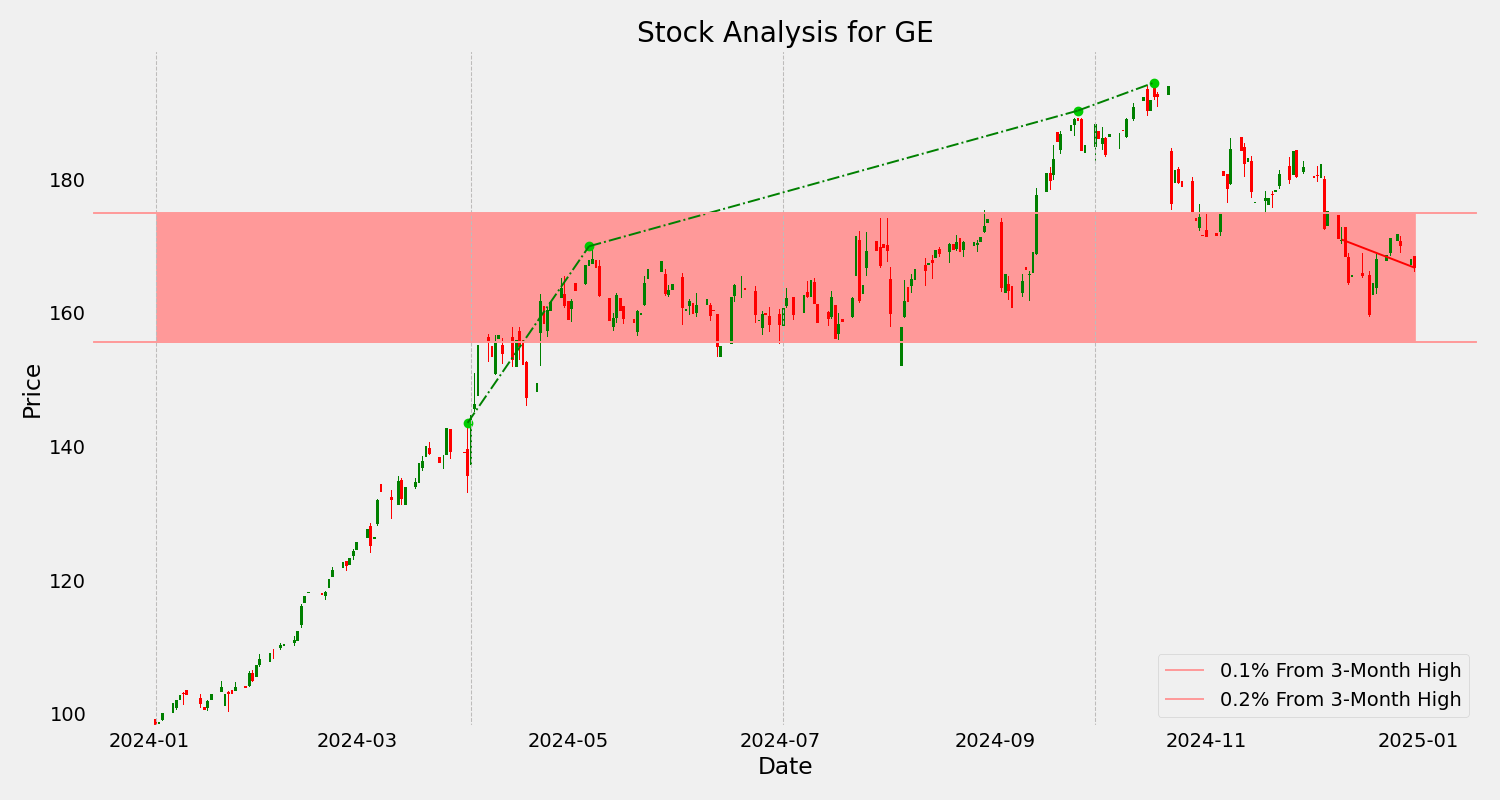 Stock Analysis for GE
Price
180
160
140
120
100
0.1% From 3-Month High
0.2% From 3-Month High
2024-01 2024-03 2024-05 2024-07 2024-09 2024-11 2025-01
Date